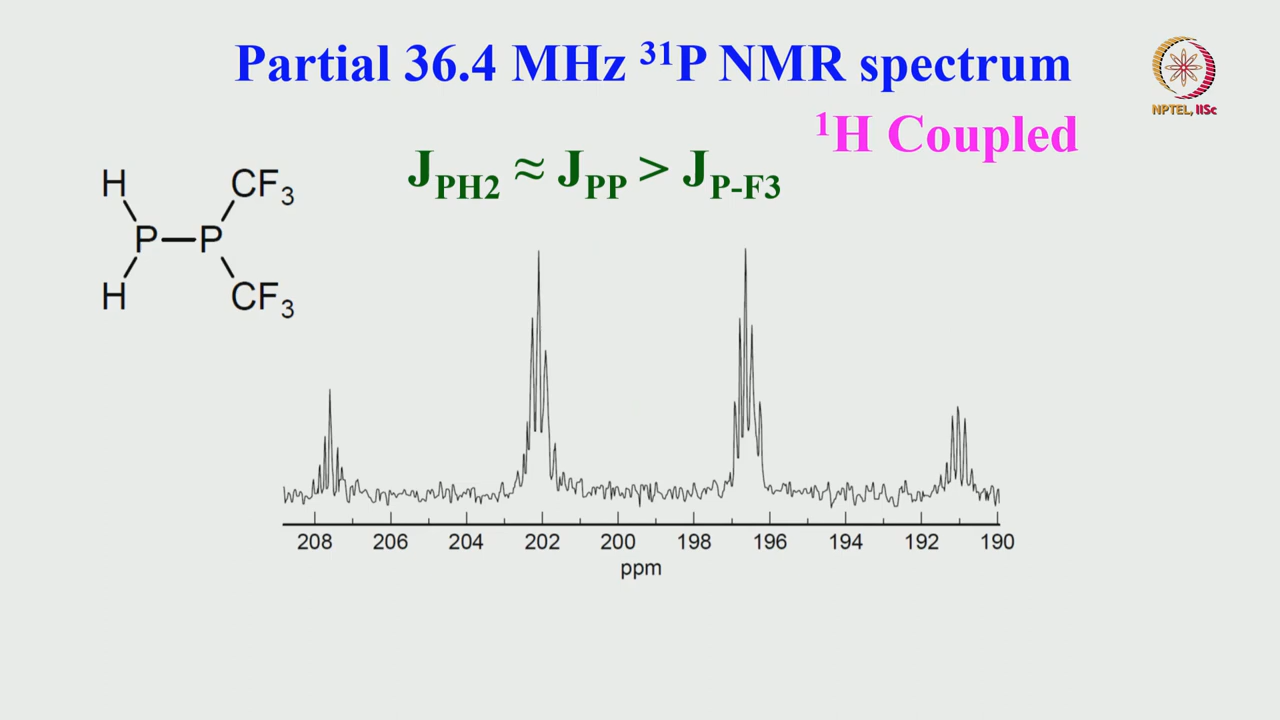 Partial 36.4 MHz ³¹P NMR spectrum
NPTEL, IISc
¹H Coupled
J_PH2 ≈ J_PP > J_P-F3
H CF₃
P—P
H CF₃
208 206 204 202 200 198 196 194 192 190
ppm